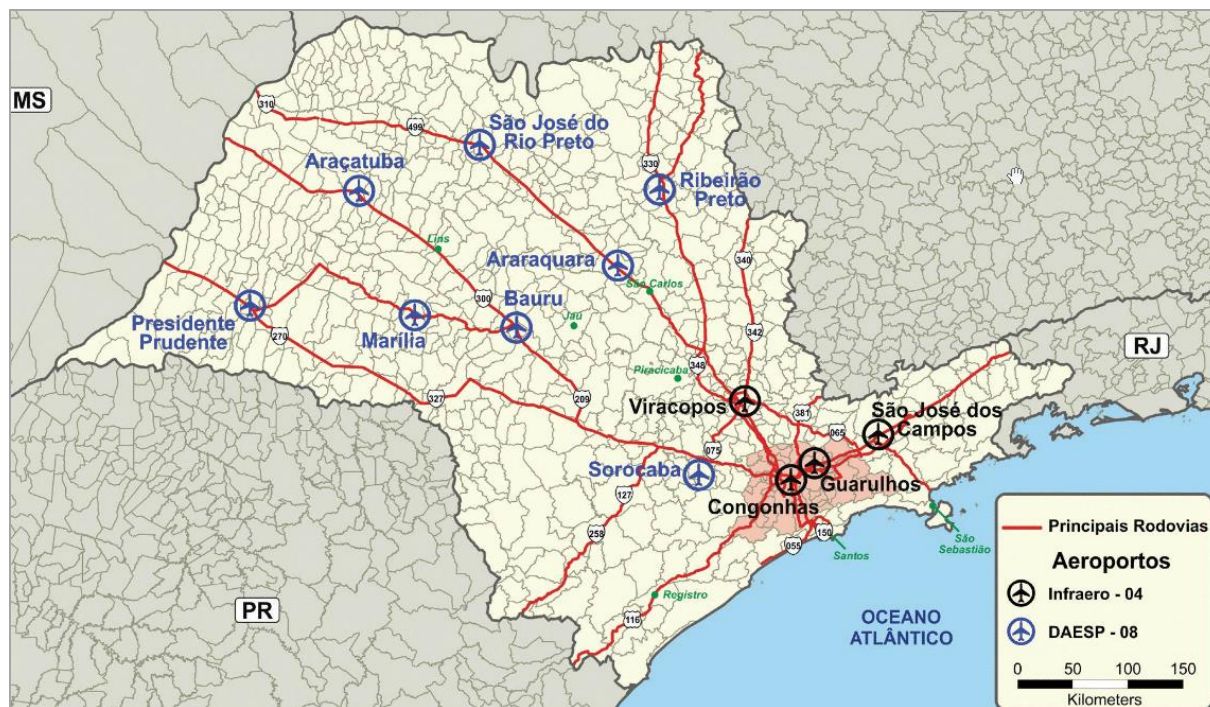 MS
310
499
São José do
Rio Preto
Araçatuba
330
Ribeirão
Preto
Lins
Araraquara
São Carlos
340
300
Bauru
Jaú
Presidente
Prudente
270
Marília
342
RJ
348
Piracicaba
327
209
Viracopos
381
São José dos
Campos
065
075
Sorocaba
Guarulhos
Congonhas
127
258
055
150
Santos
São
Sebastião
Registro
116
PR
OCEANO
ATLÂNTICO
Principais Rodovias
Aeroportos
Infraero - 04
DAESP - 08
0 50 100 150
Kilometers